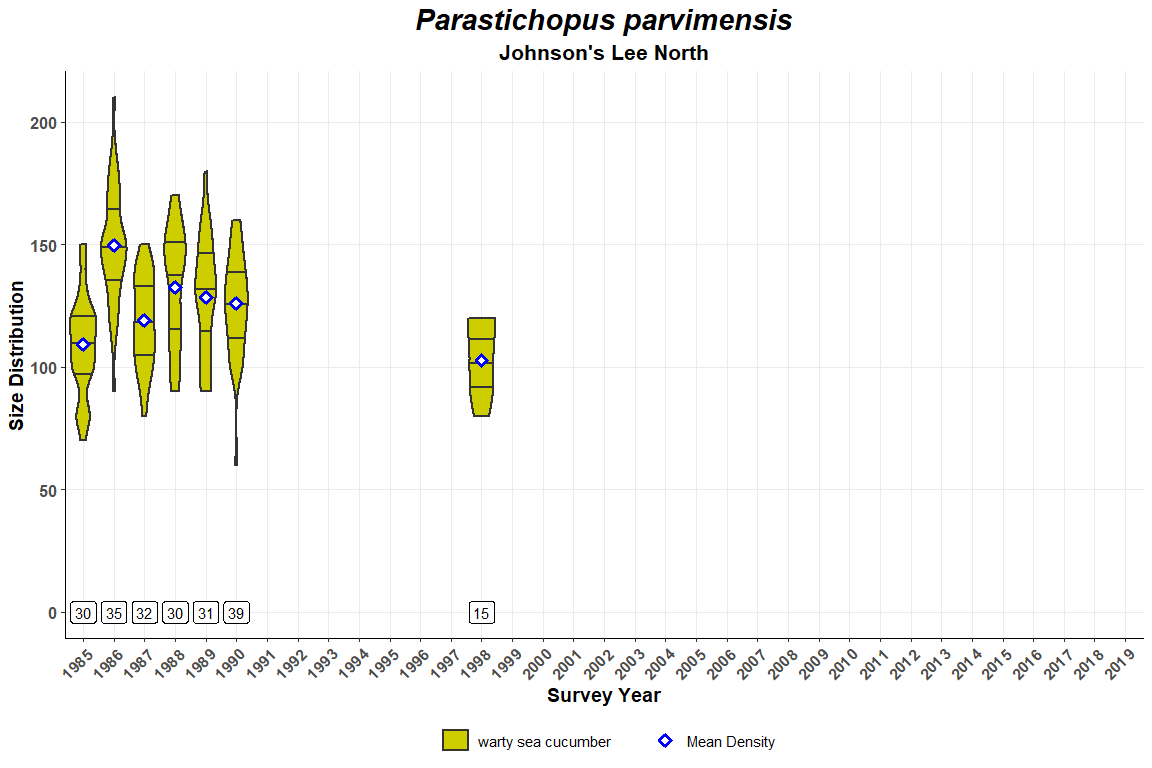 Parastichopus parvimensis
Johnson's Lee North
Size Distribution
200
150
100
50
0
30 35 32 30 31 39 15
1985 1986 1987 1988 1989 1990 1991 1992 1993 1994 1995 1996 1997 1998 1999 2000 2001 2002 2003 2004 2005 2006 2007 2008 2009 2010 2011 2012 2013 2014 2015 2016 2017 2018 2019
Survey Year
warty sea cucumber Mean Density